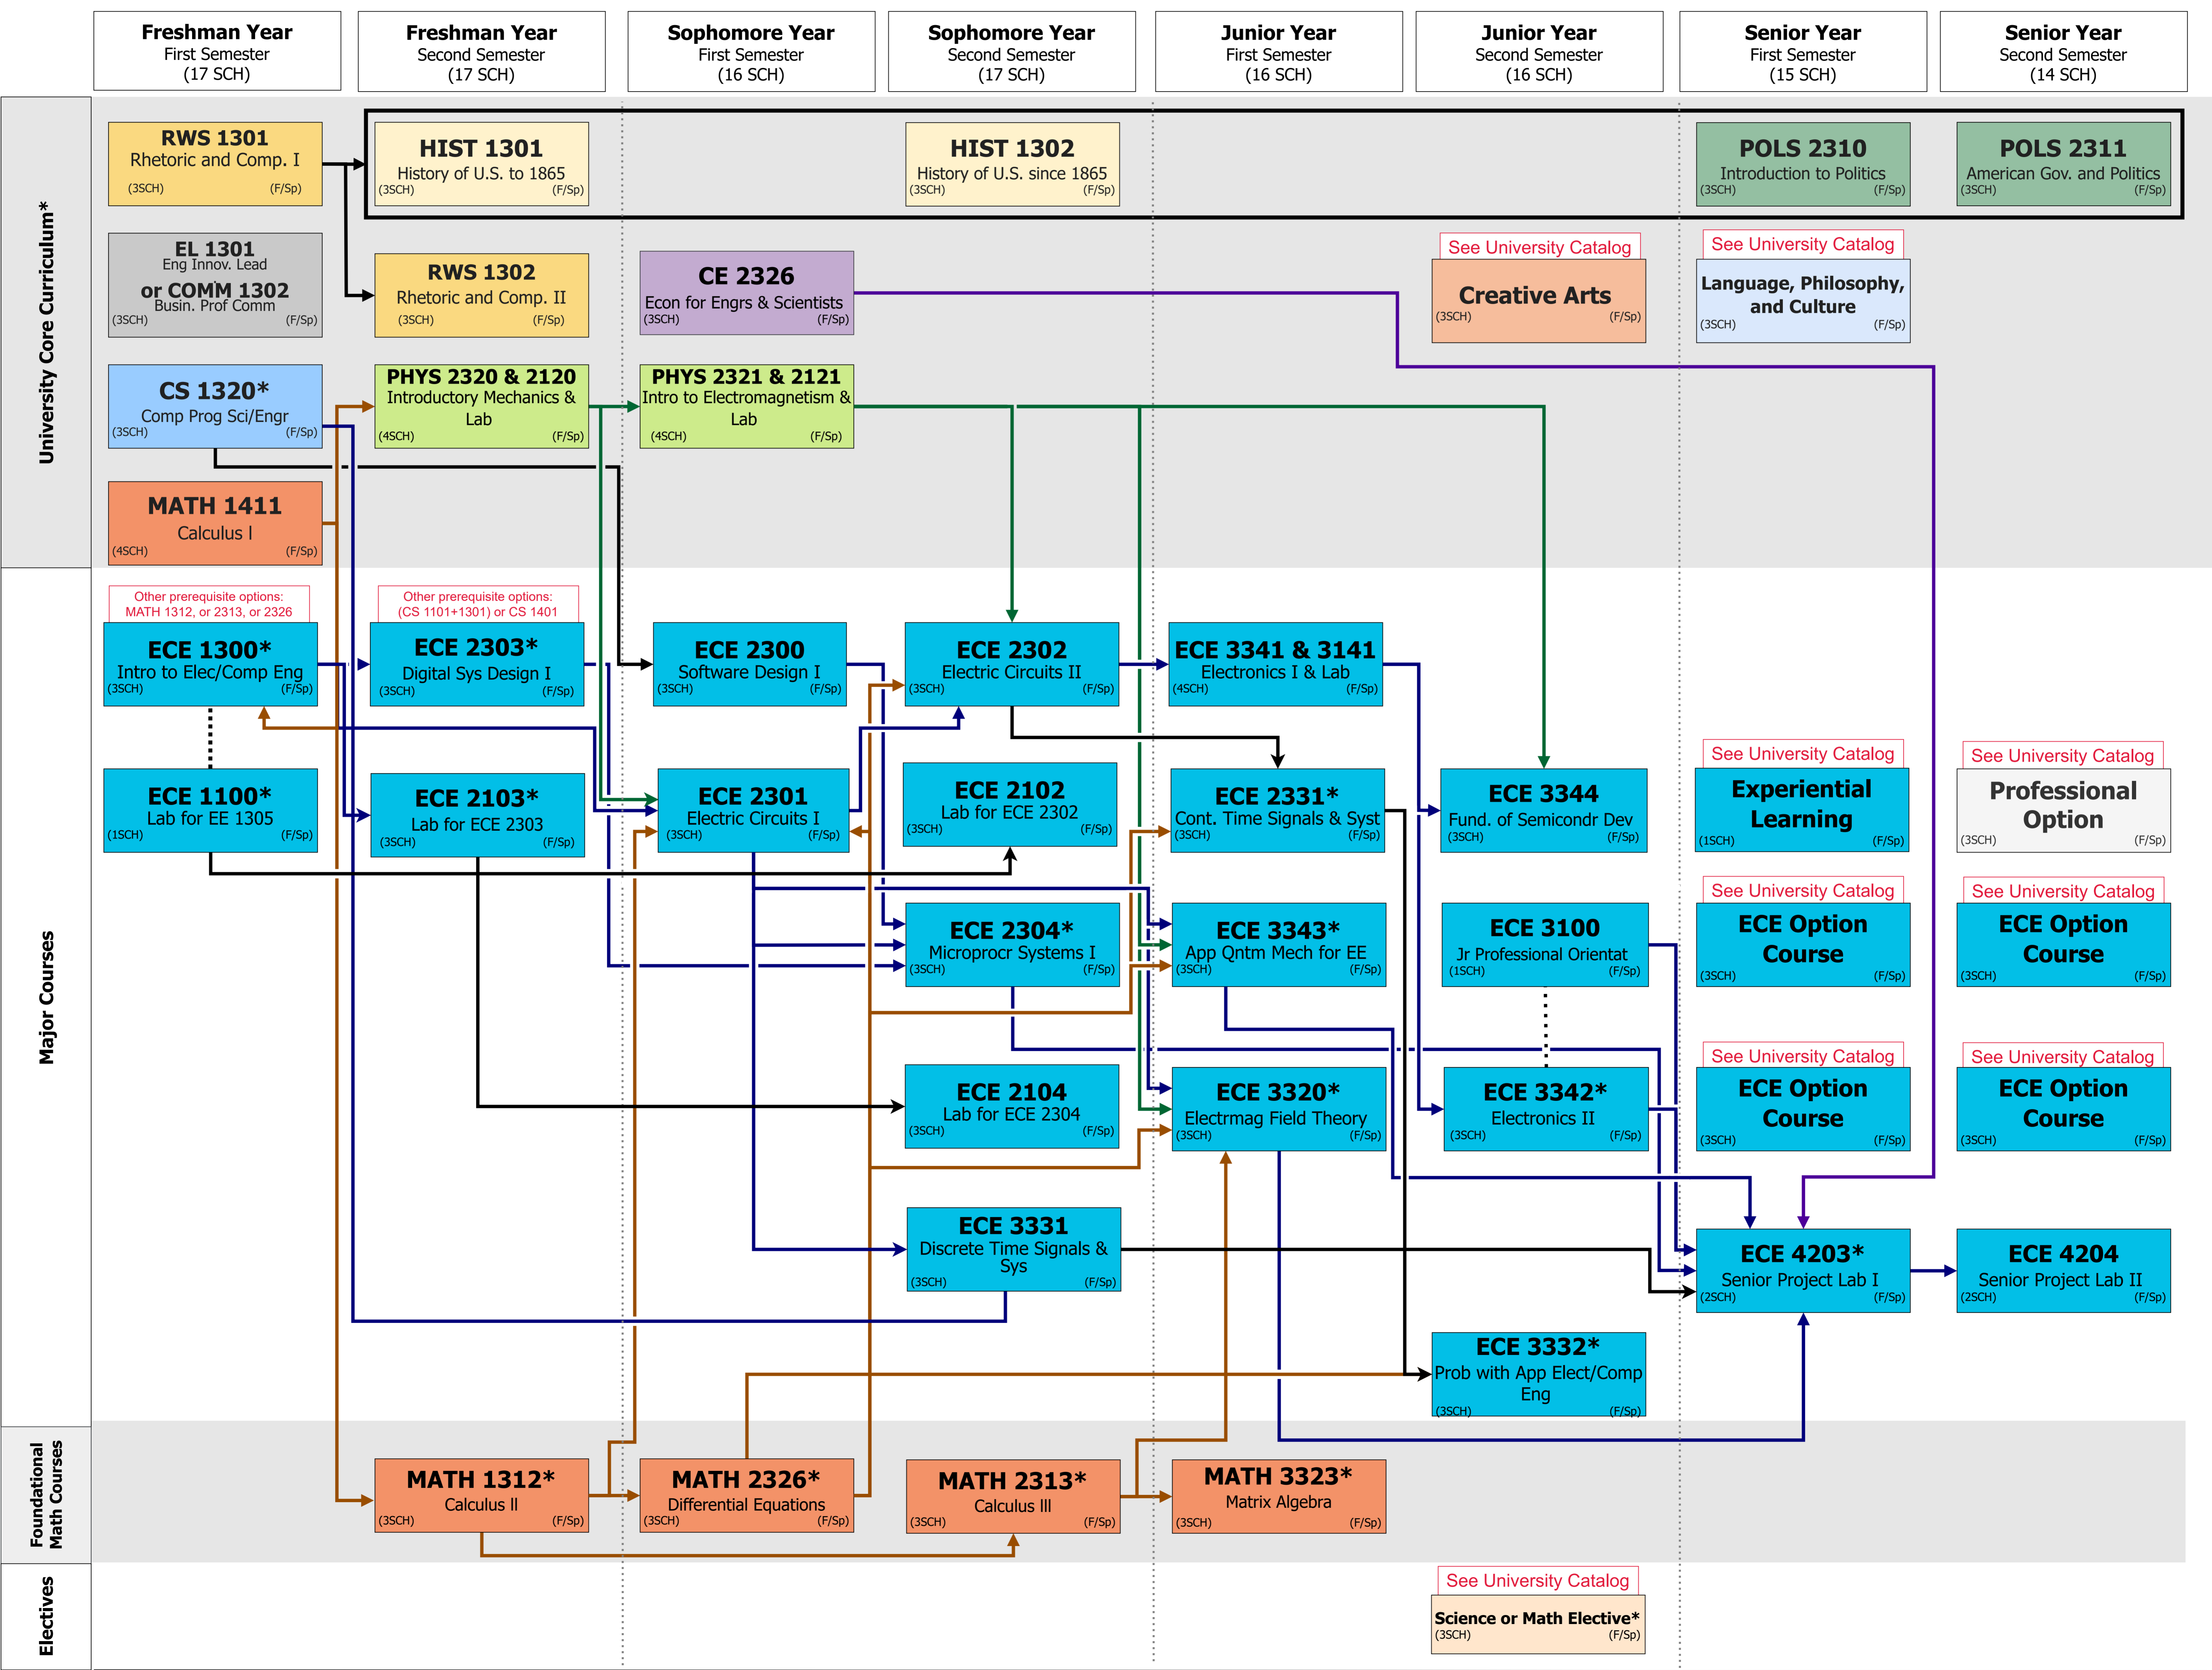 Freshman Year
First Semester
(17 SCH)
Freshman Year
Second Semester
(17 SCH)
Sophomore Year
First Semester
(16 SCH)
Sophomore Year
Second Semester
(17 SCH)
Junior Year
First Semester
(16 SCH)
Junior Year
Second Semester
(16 SCH)
Senior Year
First Semester
(15 SCH)
Senior Year
Second Semester
(14 SCH)
University Core Curriculum*
RWS 1301
Rhetoric and Comp. I
(3SCH) (F/Sp)
HIST 1301
History of U.S. to 1865
(3SCH) (F/Sp)
HIST 1302
History of U.S. since 1865
(3SCH) (F/Sp)
POLS 2310
Introduction to Politics
(3SCH) (F/Sp)
POLS 2311
American Gov. and Politics
(3SCH) (F/Sp)
EL 1301
Eng Innov. Lead
or COMM 1302
Busin. Prof Comm
(3SCH) (F/Sp)
RWS 1302
Rhetoric and Comp. II
(3SCH) (F/Sp)
CE 2326
Econ for Engrs & Scientists
(3SCH) (F/Sp)
See University Catalog
Creative Arts
(3SCH) (F/Sp)
See University Catalog
Language, Philosophy,
and Culture
(3SCH) (F/Sp)
CS 1320*
Comp Prog Sci/Engr
(3SCH) (F/Sp)
PHYS 2320 & 2120
Introductory Mechanics &
Lab
(4SCH) (F/Sp)
PHYS 2321 & 2121
Intro to Electromagnetism &
Lab
(4SCH) (F/Sp)
MATH 1411
Calculus l
(4SCH) (F/Sp)
Major Courses
Other prerequisite options:
MATH 1312, or 2313, or 2326
ECE 1300*
Intro to Elec/Comp Eng
(3SCH) (F/Sp)
Other prerequisite options:
(CS 1101+1301) or CS 1401
ECE 2303*
Digital Sys Design I
(3SCH) (F/Sp)
ECE 2300
Software Design I
(3SCH) (F/Sp)
ECE 2302
Electric Circuits II
(3SCH) (F/Sp)
ECE 3341 & 3141
Electronics I & Lab
(4SCH) (F/Sp)
ECE 1100*
Lab for EE 1305
(1SCH) (F/Sp)
ECE 2103*
Lab for ECE 2303
(3SCH) (F/Sp)
ECE 2301
Electric Circuits I
(3SCH) (F/Sp)
ECE 2102
Lab for ECE 2302
(3SCH) (F/Sp)
ECE 2331*
Cont. Time Signals & Syst
(3SCH) (F/Sp)
ECE 3344
Fund. of Semicondr Dev
(3SCH) (F/Sp)
See University Catalog
Experiential
Learning
(1SCH) (F/Sp)
See University Catalog
Professional
Option
(3SCH) (F/Sp)
ECE 2304*
Microprocr Systems I
(3SCH) (F/Sp)
ECE 3343*
App Qntm Mech for EE
(3SCH) (F/Sp)
ECE 3100
Jr Professional Orientat
(1SCH) (F/Sp)
See University Catalog
ECE Option
Course
(3SCH) (F/Sp)
See University Catalog
ECE Option
Course
(3SCH) (F/Sp)
ECE 2104
Lab for ECE 2304
(3SCH) (F/Sp)
ECE 3320*
Electrmag Field Theory
(3SCH) (F/Sp)
ECE 3342*
Electronics II
(3SCH) (F/Sp)
See University Catalog
ECE Option
Course
(3SCH) (F/Sp)
See University Catalog
ECE Option
Course
(3SCH) (F/Sp)
ECE 3331
Discrete Time Signals &
Sys
(3SCH) (F/Sp)
ECE 4203*
Senior Project Lab I
(2SCH) (F/Sp)
ECE 4204
Senior Project Lab II
(2SCH) (F/Sp)
ECE 3332*
Prob with App Elect/Comp
Eng
(3SCH) (F/Sp)
Foundational
Math Courses
MATH 1312*
Calculus ll
(3SCH) (F/Sp)
MATH 2326*
Differential Equations
(3SCH) (F/Sp)
MATH 2313*
Calculus lll
(3SCH) (F/Sp)
MATH 3323*
Matrix Algebra
(3SCH) (F/Sp)
Electives
See University Catalog
Science or Math Elective*
(3SCH) (F/Sp)